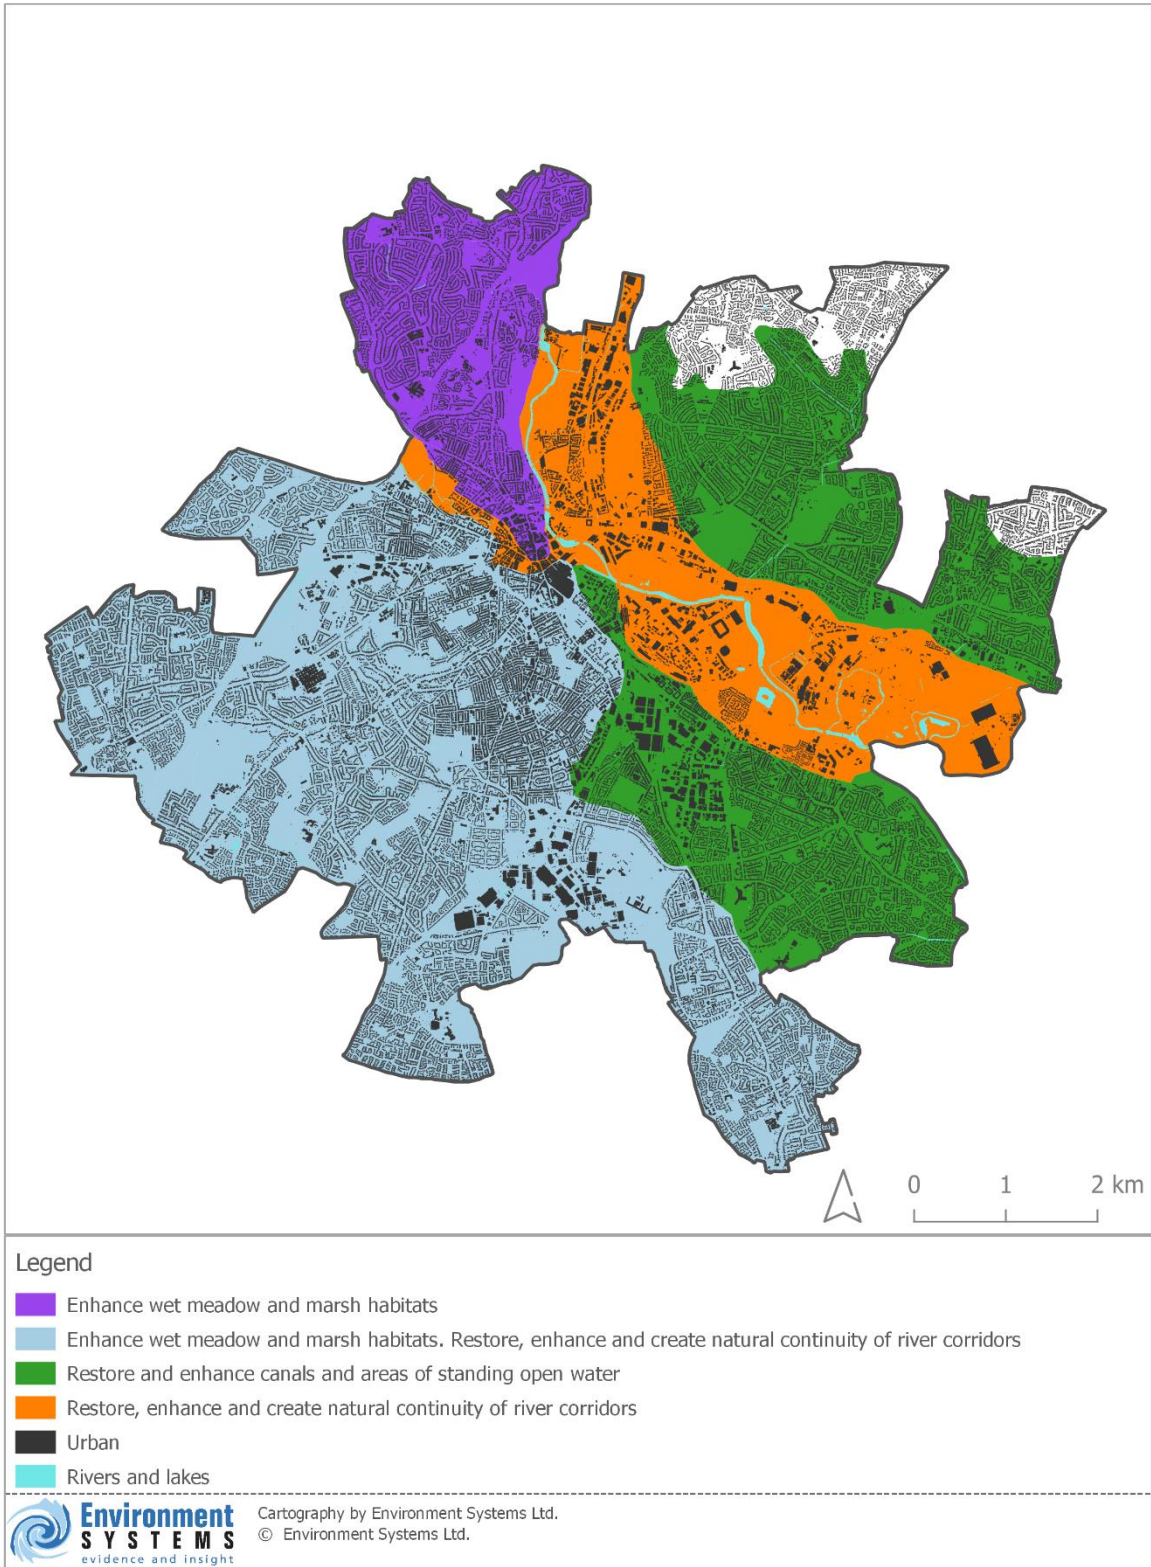 0 1 2 km
Legend
Enhance wet meadow and marsh habitats
Enhance wet meadow and marsh habitats. Restore, enhance and create natural continuity of river corridors
Restore and enhance canals and areas of standing open water
Restore, enhance and create natural continuity of river corridors
Urban
Rivers and lakes
Environment
SYSTEMS
evidence and insight
Cartography by Environment Systems Ltd.
© Environment Systems Ltd.